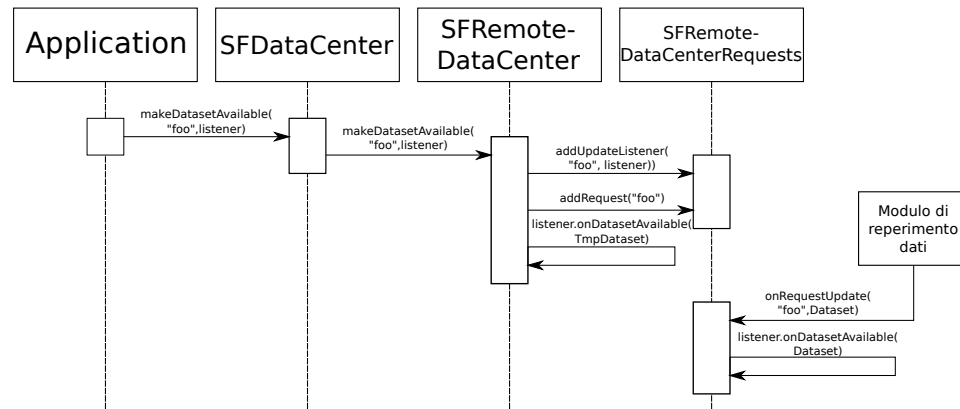 Application
SFDataCenter
SFRemote-
DataCenter
SFRemote-
DataCenterRequests
makeDatasetAvailable(
"foo",listener)
makeDatasetAvailable(
"foo",listener)
addUpdateListener(
"foo", listener))
addRequest("foo")
listener.onDatasetAvailable(
TmpDataset)
Modulo di
reperimento
dati
onRequestUpdate(
"foo",Dataset)
listener.onDatasetAvailable(
Dataset)